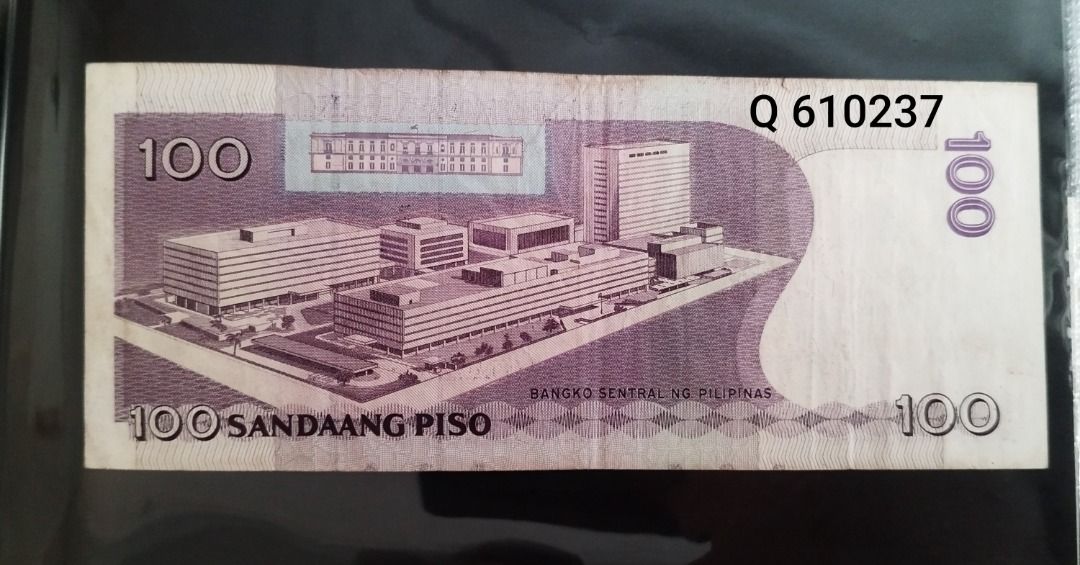 Q 610237
100
100
BANGKO SENTRAL NG PILIPINAS
100 SANDAANG PISO
100